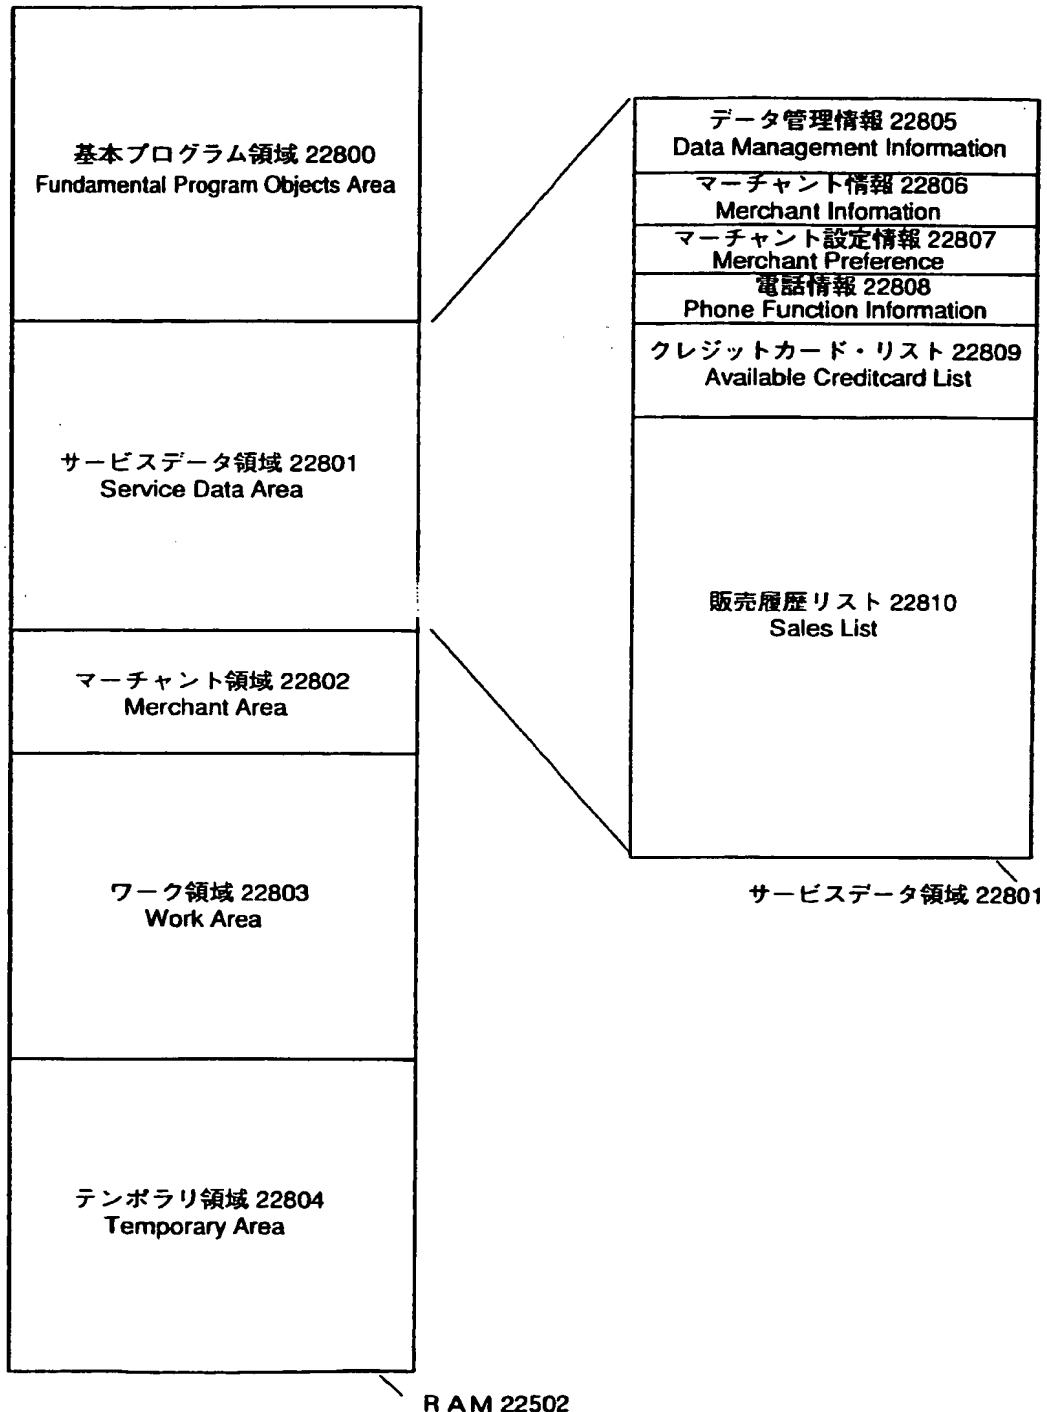 基本プログラム領域 22800
Fundamental Program Objects Area
サービスデータ領域 22801
Service Data Area
マーチャント領域 22802
Merchant Area
ワーク領域 22803
Work Area
テンポラリ領域 22804
Temporary Area
RAM 22502
データ管理情報 22805
Data Management Information
マーチャント情報 22806
Merchant Infomation
マーチャント設定情報 22807
Merchant Preference
電話情報 22808
Phone Function Information
クレジットカード・リスト 22809
Available Creditcard List
販売履歴リスト 22810
Sales List
サービスデータ領域 22801